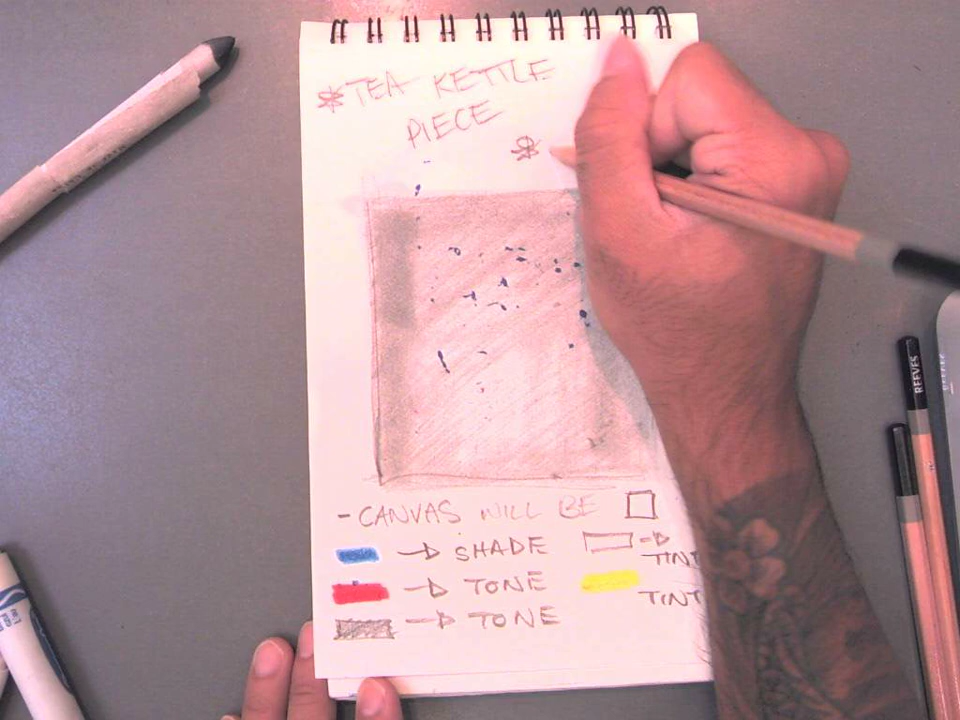 *TEA KETTLE
PIECE
*
- CANVAS WILL BE □
→ SHADE
→ TINT
→ TONE
TINT
→ TONE
REEVES